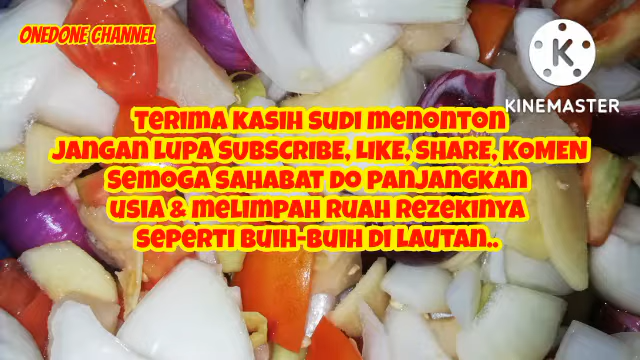 ONEDONE CHANNEL
K
KINEMASTER
Terima kasih sudi menonton
Jangan lupa subscribe, like, share, komen
Semoga sahabat do panjangkan
usia & melimpah ruah rezekinya
seperti buih-buih di lautan..